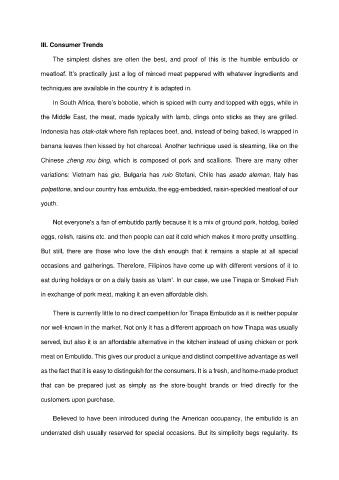 III. Consumer Trends
The simplest dishes are often the best, and proof of this is the humble embutido or
meatloaf. It's practically just a log of minced meat peppered with whatever ingredients and
techniques are available in the country it is adapted in.
In South Africa, there's bobotie, which is spiced with curry and topped with eggs, while in
the Middle East, the meat, made typically with lamb, clings onto sticks as they are grilled.
Indonesia has otak-otak where fish replaces beef, and, instead of being baked, is wrapped in
banana leaves then kissed by hot charcoal. Another technique used is steaming, like on the
Chinese zheng rou bing, which is composed of pork and scallions. There are many other
variations: Vietnam has gio, Bulgaria has rulo Stefani, Chile has asado aleman, Italy has
polpettone, and our country has embutido, the egg-embedded, raisin-speckled meatloaf of our
youth.
Not everyone's a fan of embutido partly because it is a mix of ground pork, hotdog, boiled
eggs, relish, raisins etc. and then people can eat it cold which makes it more pretty unsettling.
But still, there are those who love the dish enough that it remains a staple at all special
occasions and gatherings. Therefore, Filipinos have come up with different versions of it to
eat during holidays or on a daily basis as 'ulam'. In our case, we use Tinapa or Smoked Fish
in exchange of pork meat, making it an even affordable dish.
There is currently little to no direct competition for Tinapa Embutido as it is neither popular
nor well-known in the market. Not only it has a different approach on how Tinapa was usually
served, but also it is an affordable alternative in the kitchen instead of using chicken or pork
meat on Embutido. This gives our product a unique and distinct competitive advantage as well
as the fact that it is easy to distinguish for the consumers. It is a fresh, and home-made product
that can be prepared just as simply as the store-bought brands or fried directly for the
customers upon purchase.
Believed to have been introduced during the American occupancy, the embutido is an
underrated dish usually reserved for special occasions. But its simplicity begs regularity. Its